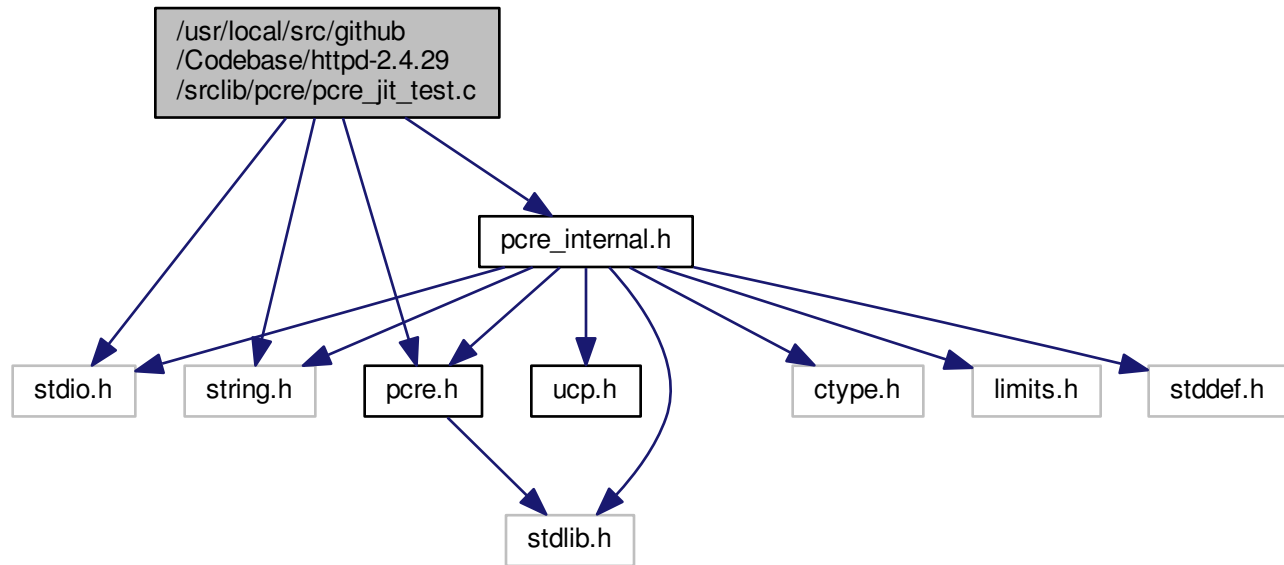 /usr/local/src/github
/Codebase/httpd-2.4.29
/srclib/pcre/pcre_jit_test.c
pcre_internal.h
stdio.h
string.h
pcre.h
ucp.h
ctype.h
limits.h
stddef.h
stdlib.h